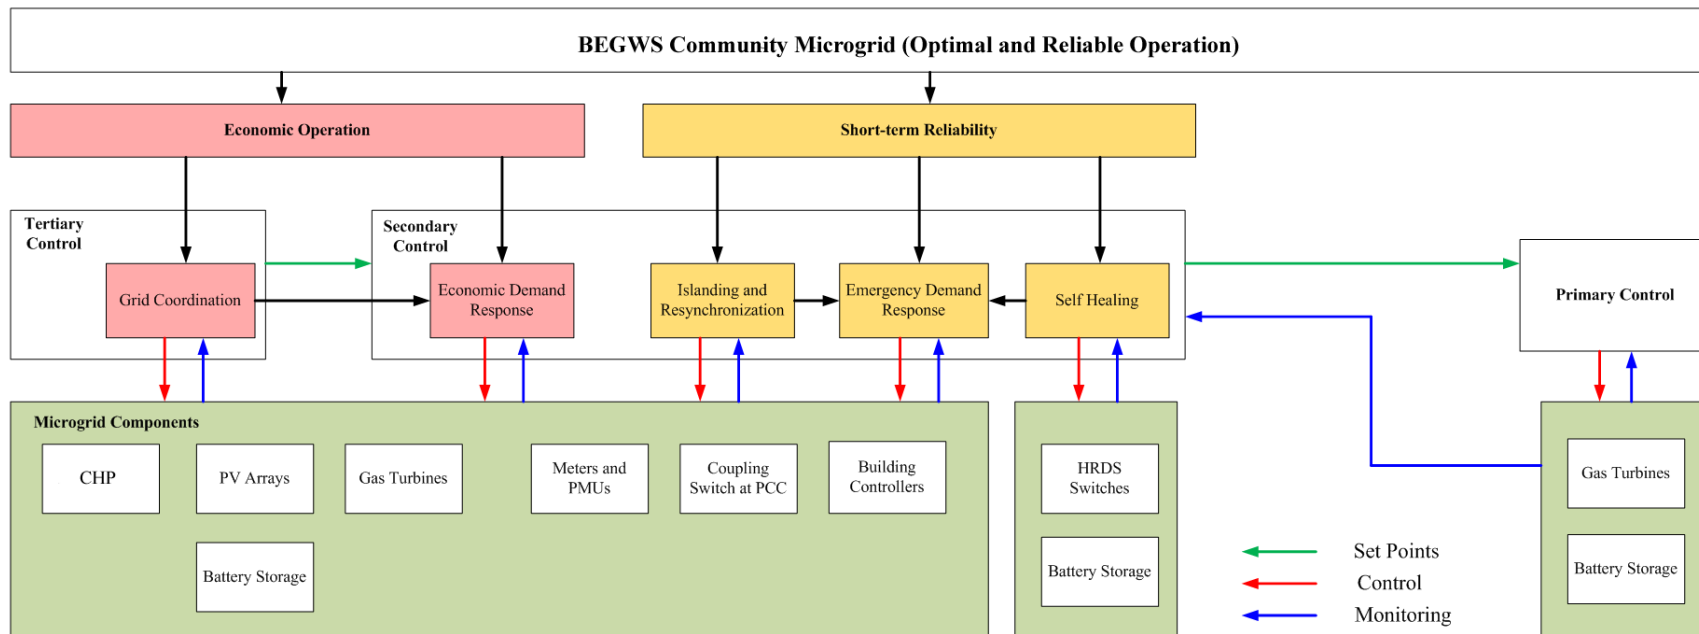 BEGWS Community Microgrid (Optimal and Reliable Operation)
Economic Operation
Short-term Reliability
Tertiary
Control
Secondary
Control
Grid Coordination
Economic Demand
Response
Islanding and
Resynchronization
Emergency Demand
Response
Self Healing
Primary Control
Microgrid Components
CHP
PV Arrays
Gas Turbines
Meters and
PMUs
Coupling
Switch at PCC
Building
Controllers
Battery Storage
HRDS
Switches
Battery Storage
Gas Turbines
Battery Storage
Set Points
Control
Monitoring